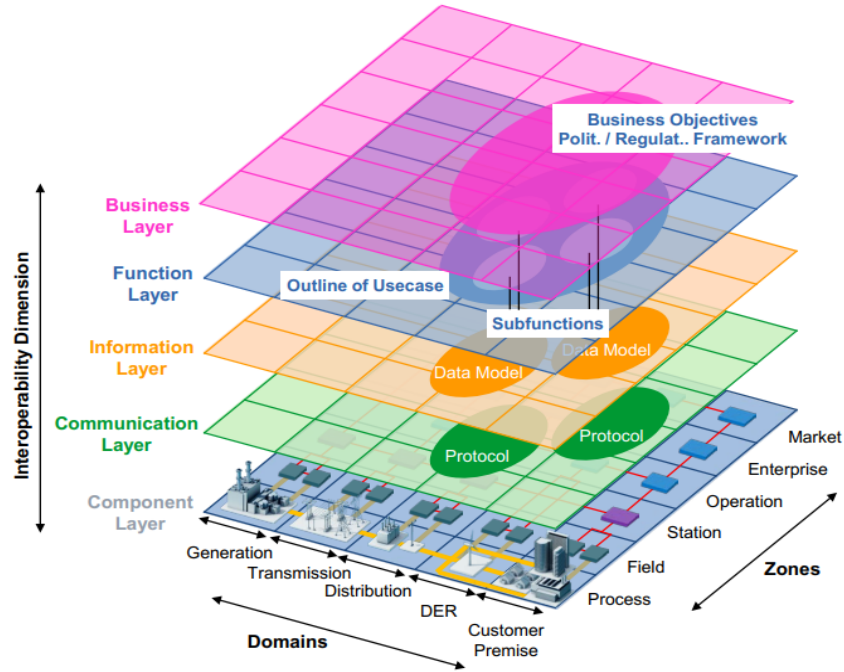 Business Objectives
Polit. / Regulat.. Framework
Business
Layer
Function
Layer
Outline of Usecase
Subfunctions
Information
Layer
Data Model
Data Model
Communication
Layer
Protocol
Protocol
Component
Layer
Interoperability Dimension
Generation
Transmission
Distribution
DER
Customer
Premise
Domains
Market
Enterprise
Operation
Station
Field
Process
Zones